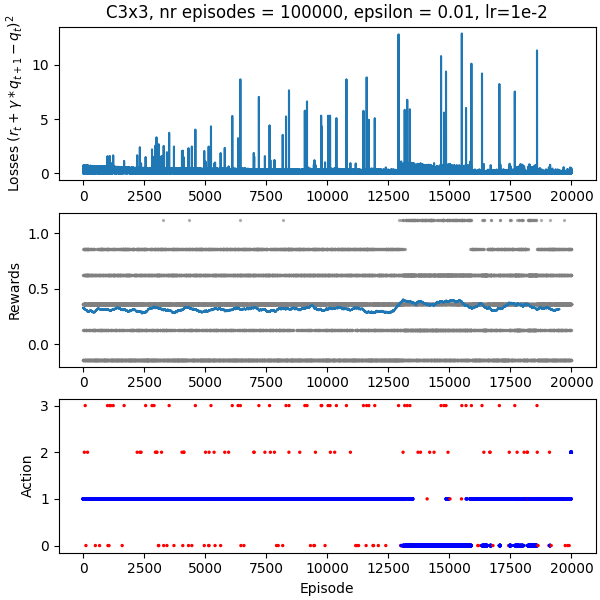 C3x3, nr episodes = 100000, epsilon = 0.01, lr=1e-2
Losses $(r_t + \gamma * q_{t+1} - q_t)^2$
10
5
0
0 2500 5000 7500 10000 12500 15000 17500 20000
Rewards
1.0
0.5
0.0
0 2500 5000 7500 10000 12500 15000 17500 20000
Action
3
2
1
0
0 2500 5000 7500 10000 12500 15000 17500 20000
Episode